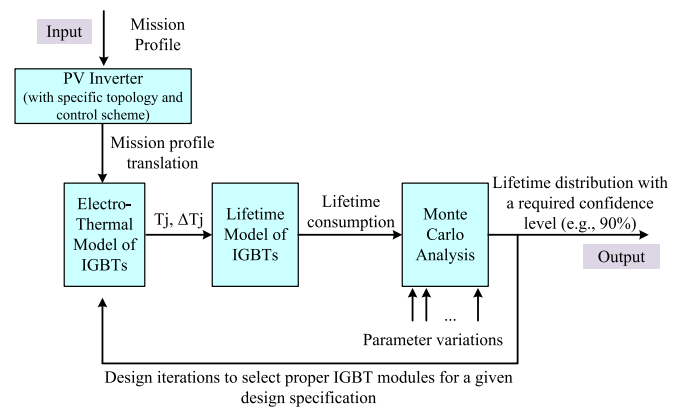 Input
Mission
Profile
PV Inverter
(with specific topology and
control scheme)
Mission profile
translation
Electro-
Thermal
Model of
IGBTs
Tj, ΔTj
Lifetime
Model of
IGBTs
Lifetime
consumption
Monte
Carlo
Analysis
Lifetime distribution with
a required confidence
level (e.g., 90%)
Output
...
Parameter variations
Design iterations to select proper IGBT modules for a given
design specification